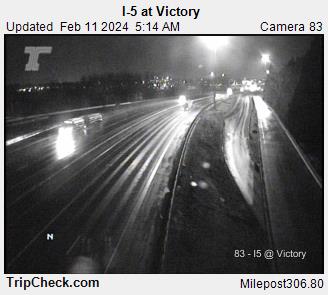 I-5 at Victory
Updated Feb 11 2024 5:14 AM Camera 83
T
N
83 - I5 @ Victory
TripCheck.com Milepost306.80